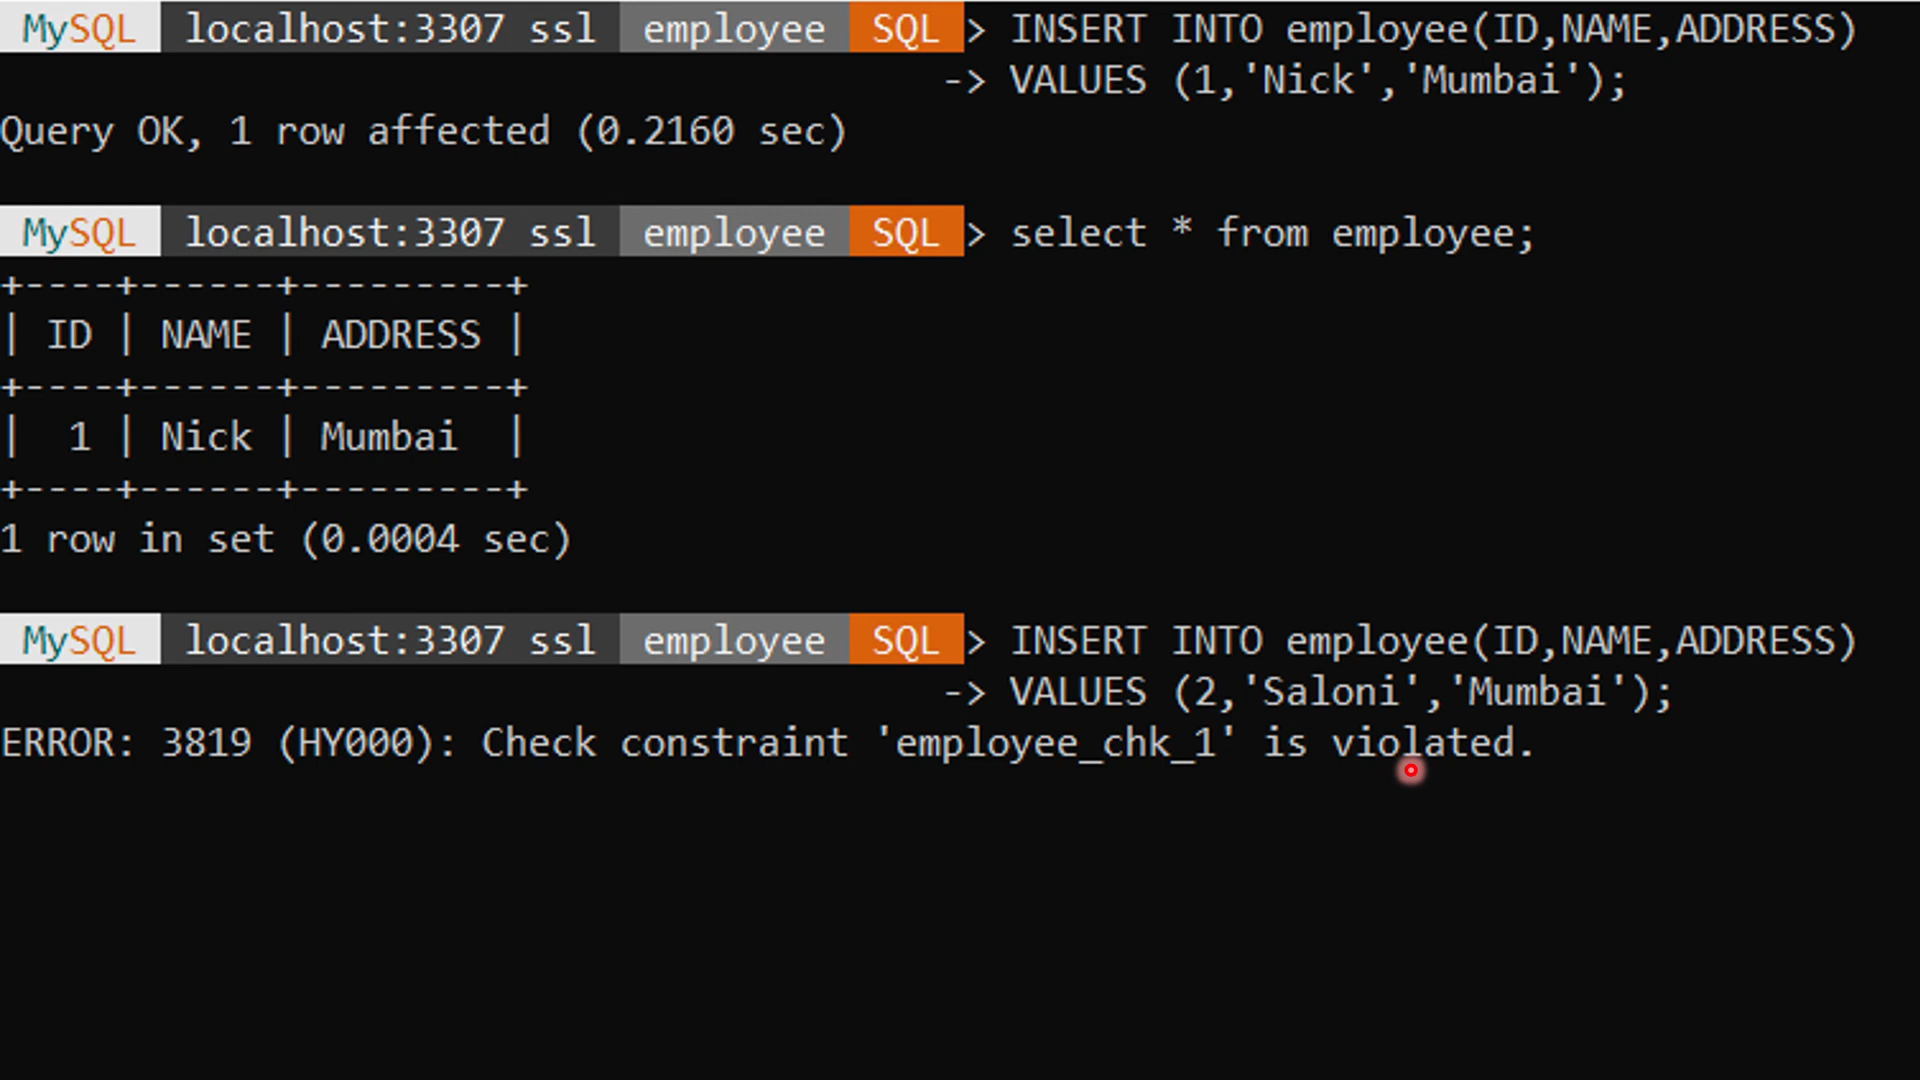 MySQL localhost:3307 ssl employee SQL > INSERT INTO employee(ID,NAME,ADDRESS)
-> VALUES (1,'Nick','Mumbai');
Query OK, 1 row affected (0.2160 sec)
MySQL localhost:3307 ssl employee SQL > select * from employee;
+----+------+---------+
| ID | NAME | ADDRESS |
+----+------+---------+
|  1 | Nick | Mumbai  |
+----+------+---------+
1 row in set (0.0004 sec)
MySQL localhost:3307 ssl employee SQL > INSERT INTO employee(ID,NAME,ADDRESS)
-> VALUES (2,'Saloni','Mumbai');
ERROR: 3819 (HY000): Check constraint 'employee_chk_1' is violated.